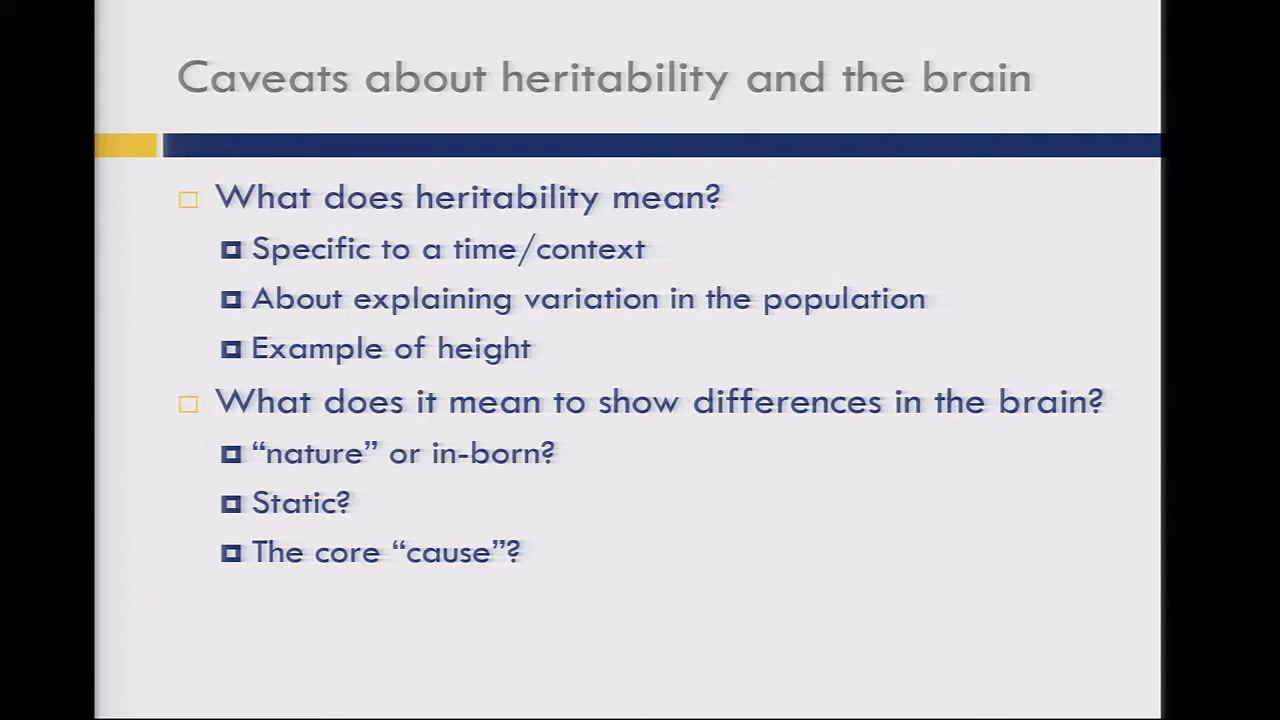 Caveats about heritability and the brain
What does heritability mean?
Specific to a time/context
About explaining variation in the population
Example of height
What does it mean to show differences in the brain?
“nature” or in-born?
Static?
The core “cause”?